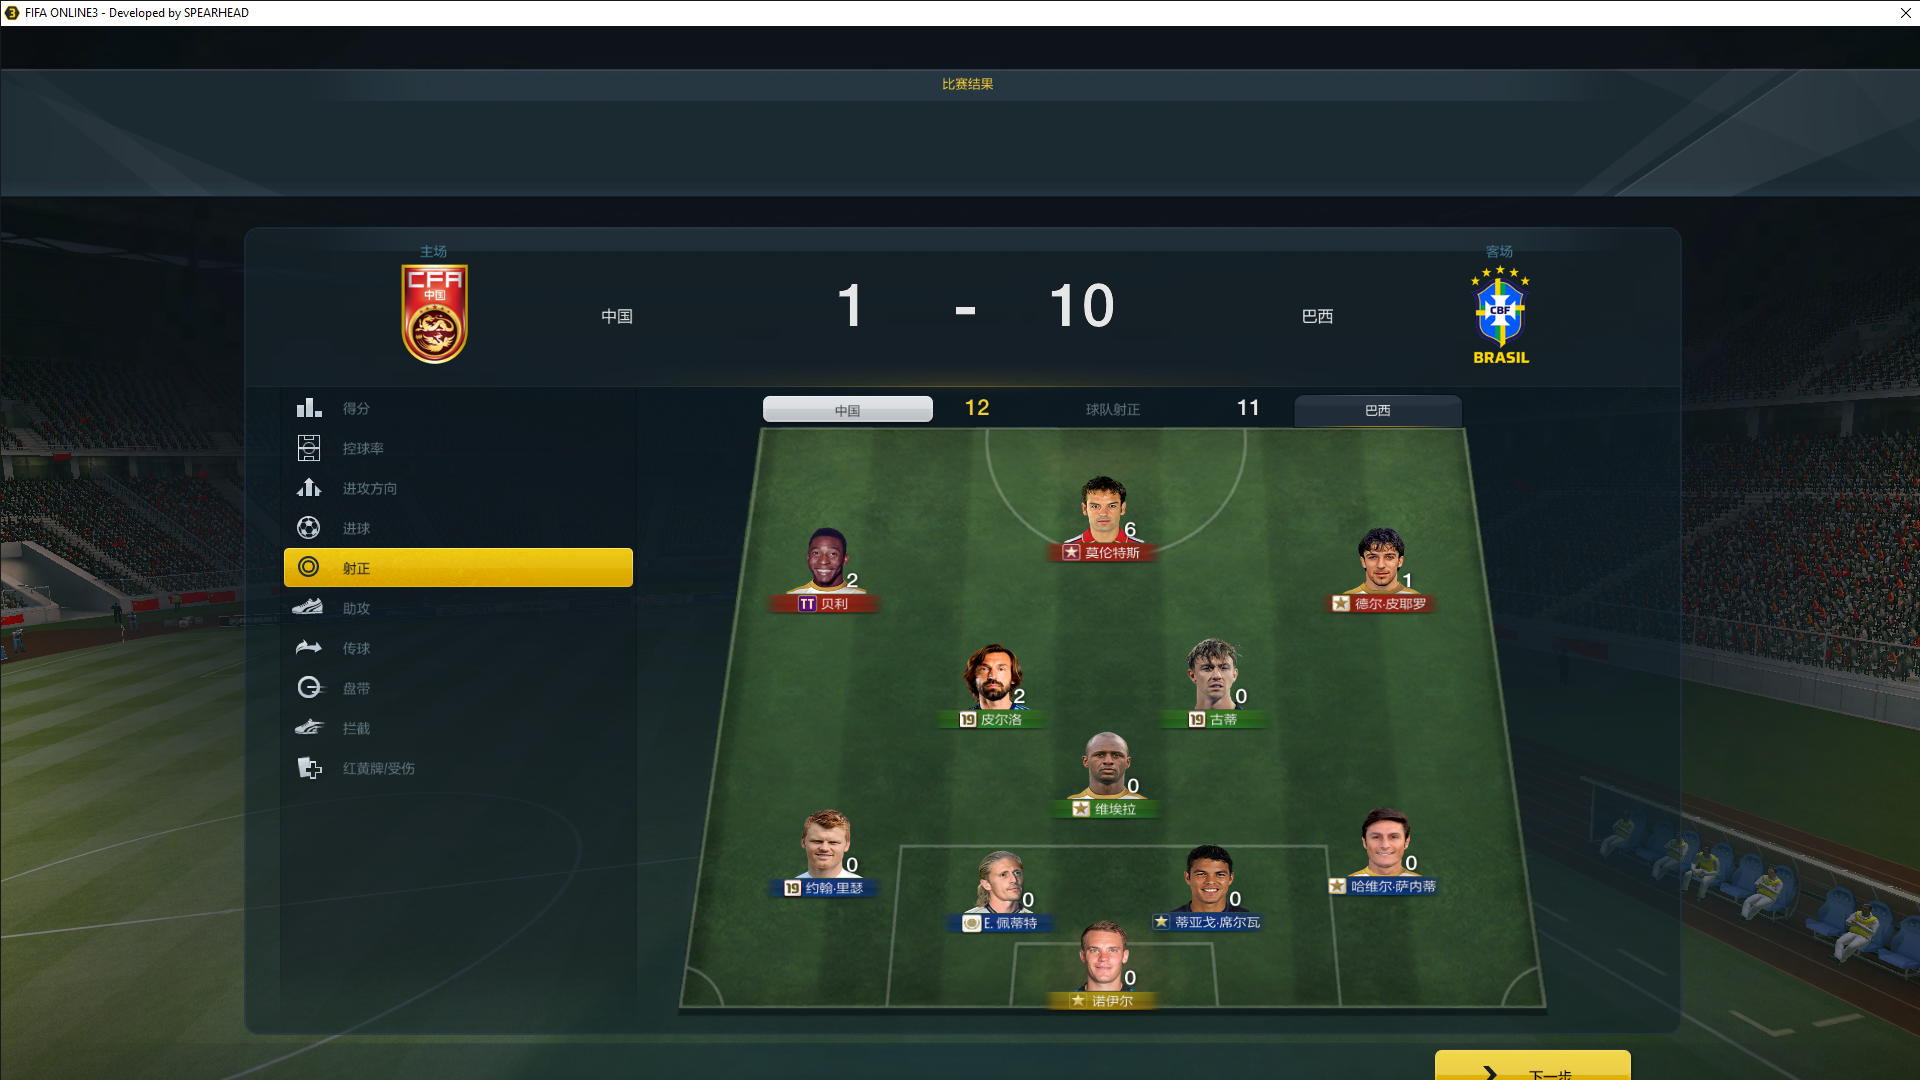 FIFA ONLINE3 - Developed by SPEARHEAD
比赛结果
主场
客场
CFA
中国
中国
1 - 10
巴西
CBF
BRASIL
得分
控球率
进攻方向
进球
射正
助攻
传球
盘带
拦截
红黄牌/受伤
中国 12 球队射正 11 巴西
6
莫伦特斯
2
TT 贝利
1
德尔·皮耶罗
2
19 皮尔洛
0
19 古蒂
0
维埃拉
0
19 约翰·里瑟
0
哈维尔·萨内蒂
0
E. 佩蒂特
0
蒂亚戈·席尔瓦
0
诺伊尔
下一步